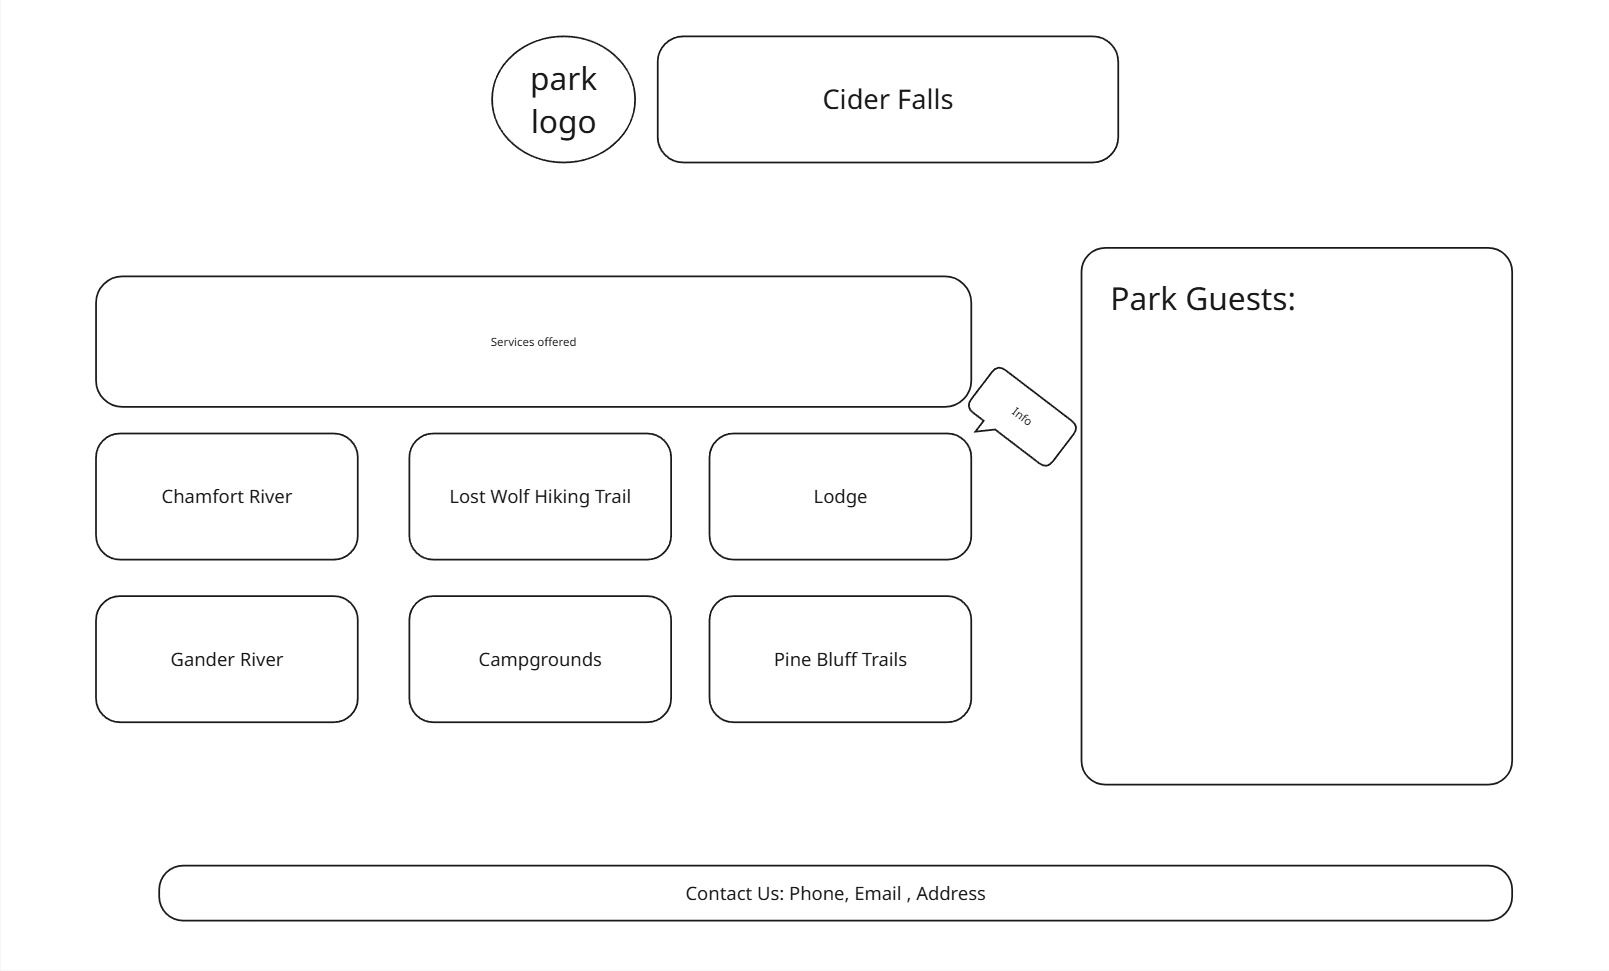 park
logo
Cider Falls
Services offered
Info
Park Guests:
Chamfort River
Lost Wolf Hiking Trail
Lodge
Gander River
Campgrounds
Pine Bluff Trails
Contact Us: Phone, Email , Address